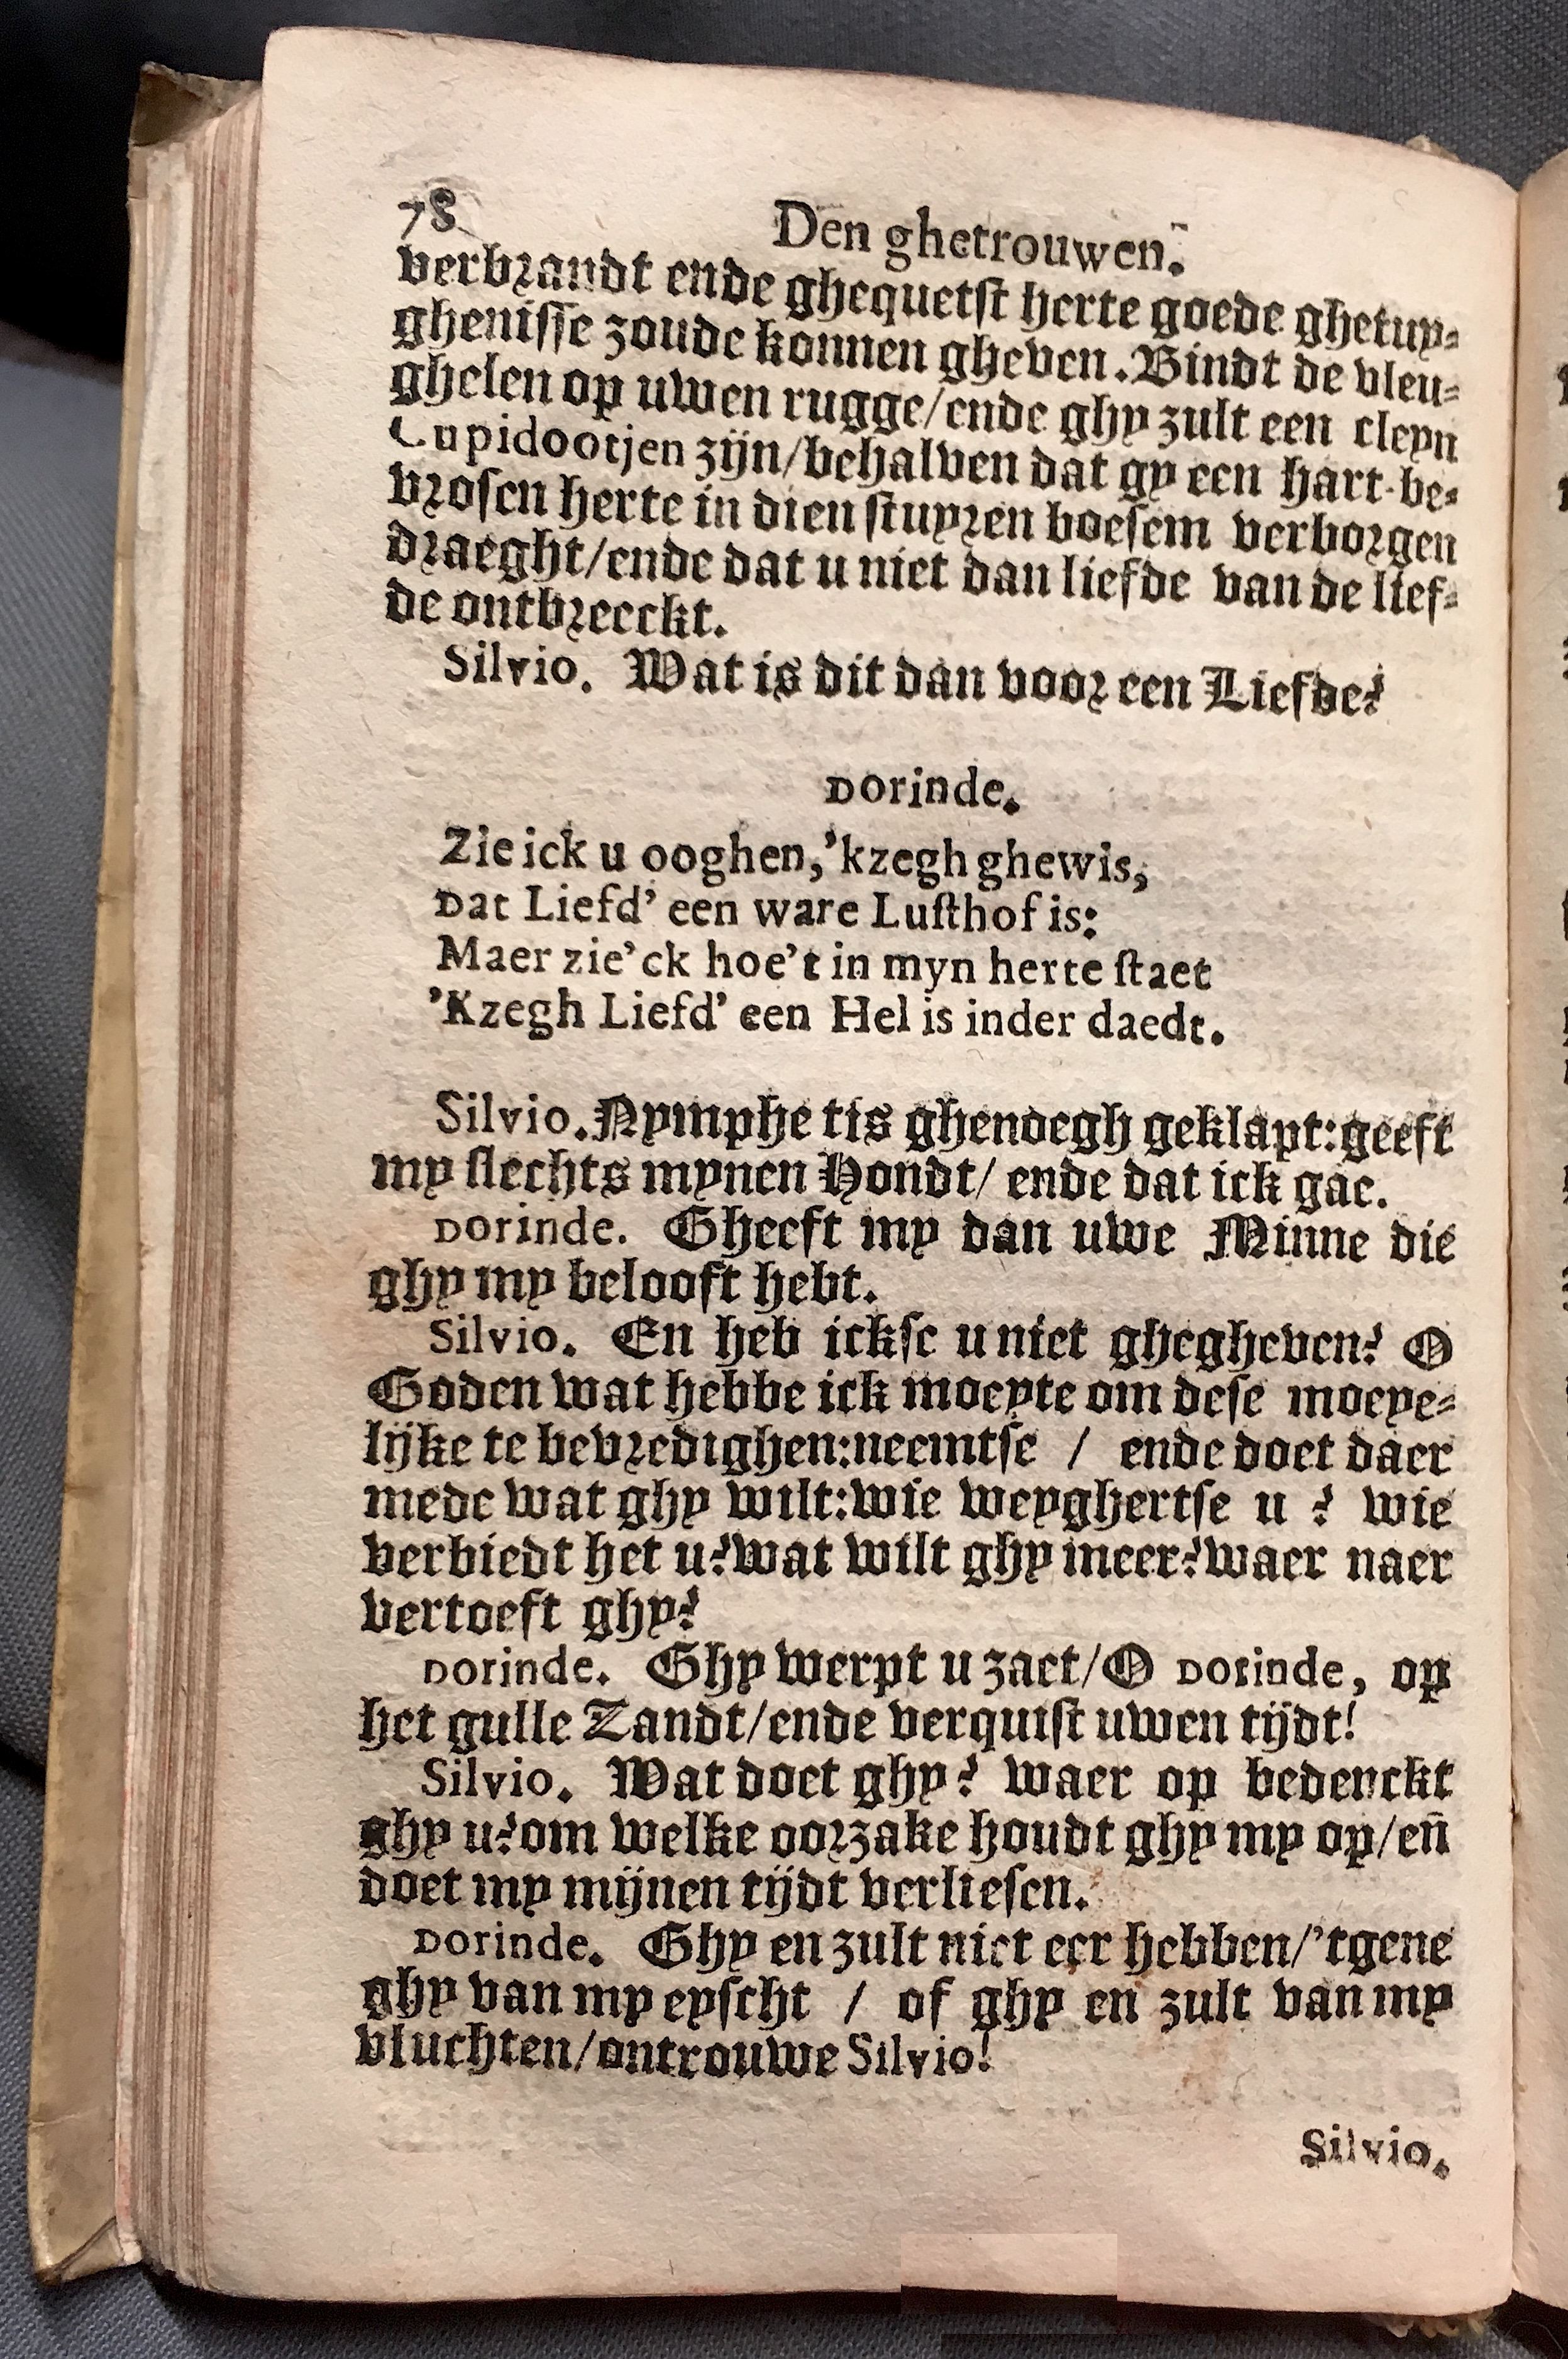 78 Den ghetrouwen.
verbrandt ende ghequetst herte goede ghetuy-
ghenisse zoude konnen gheven. Bindt de vleu-
ghelen op uwen rugge/ende ghy zult een cleyn
Cupidootjen zijn/behalven dat gy een hart-be-
vrosen herte in dien stuyren boesem verborgen
draeght/ende dat u niet dan liefde van de lief-
de ontbreeckt.
Silvio. Wat is dit dan voor een Liefde?
Dorinde.
Zie ick u ooghen,'kzegh ghewis,
Dat Liefd' een ware Lusthof is:
Maer zie'ck hoe't in myn herte staet
'Kzegh Liefd' een Hel is inder daedt.
Silvio. Nymphe tis ghenoegh geklapt:geeft
my slechts mynen Hondt/ ende dat ick gae.
Dorinde. Gheeft my dan uwe Minne die
ghy my belooft hebt.
Silvio. En heb ickse u niet ghegheven? O
Goden wat hebbe ick moeyte om dese moeye-
lijke te bevredighen:neemtse / ende doet daer
mede wat ghy wilt:wie weyghertse u ? wie
verbiedt het u?wat wilt ghy meer?waer naer
vertoeft ghy?
Dorinde. Ghy werpt u zaet/O Dorinde, op
het gulle Zandt/ende verquist uwen tijdt!
Silvio. Wat doet ghy? waer op bedenckt
ghy u?om welke oorzake houdt ghy my op/en̄
doet my mijnen tijdt verliesen.
Dorinde. Ghy en zult niet eer hebben/'tgene
ghy van my eyscht / of ghy en zult van my
vluchten/ontrouwe Silvio!
Silvio.